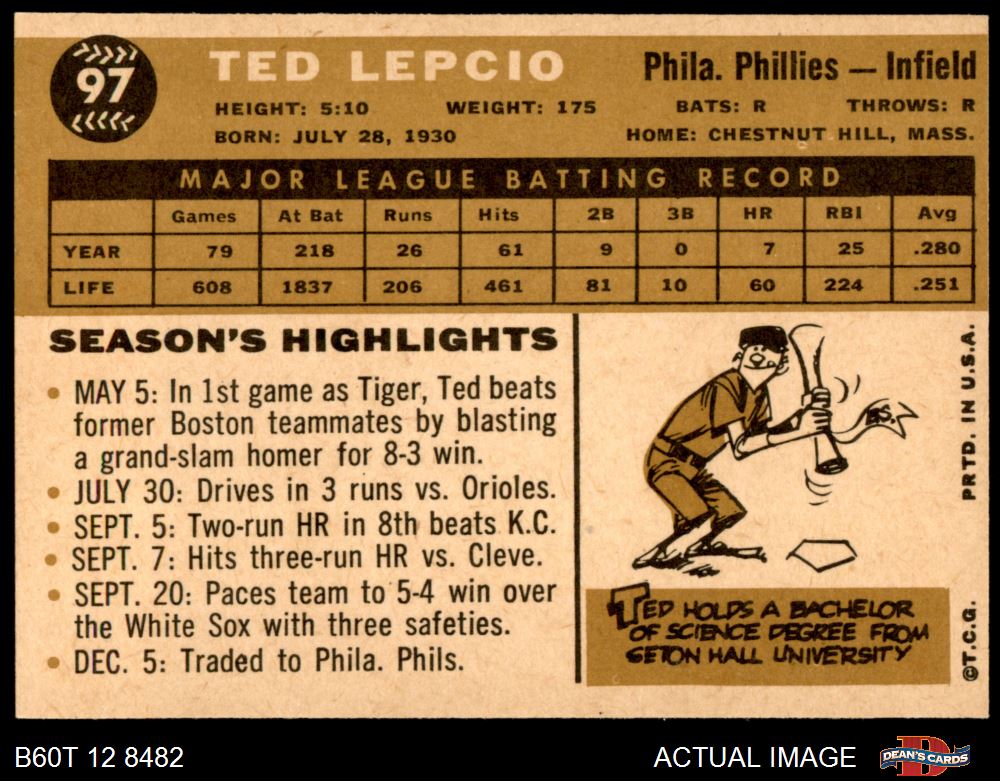 97
TED LEPCIO
Phila. Phillies — Infield
HEIGHT: 5:10 WEIGHT: 175 BATS: R THROWS: R
BORN: JULY 28, 1930 HOME: CHESTNUT HILL, MASS.
MAJOR LEAGUE BATTING RECORD
Games At Bat Runs Hits 2B 3B HR RBI Avg
YEAR 79 218 26 61 9 0 7 25 .280
LIFE 608 1837 206 461 81 10 60 224 .251
SEASON'S HIGHLIGHTS
• MAY 5: In 1st game as Tiger, Ted beats
former Boston teammates by blasting
a grand-slam homer for 8-3 win.
• JULY 30: Drives in 3 runs vs. Orioles.
• SEPT. 5: Two-run HR in 8th beats K.C.
• SEPT. 7: Hits three-run HR vs. Cleve.
• SEPT. 20: Paces team to 5-4 win over
the White Sox with three safeties.
• DEC. 5: Traded to Phila. Phils.
B.S.
TED HOLDS A BACHELOR
OF SCIENCE DEGREE FROM
SETON HALL UNIVERSITY
©T.C.G. PRTD. IN U.S.A.
B60T 12 8482
ACTUAL IMAGE
DEAN'S CARDS